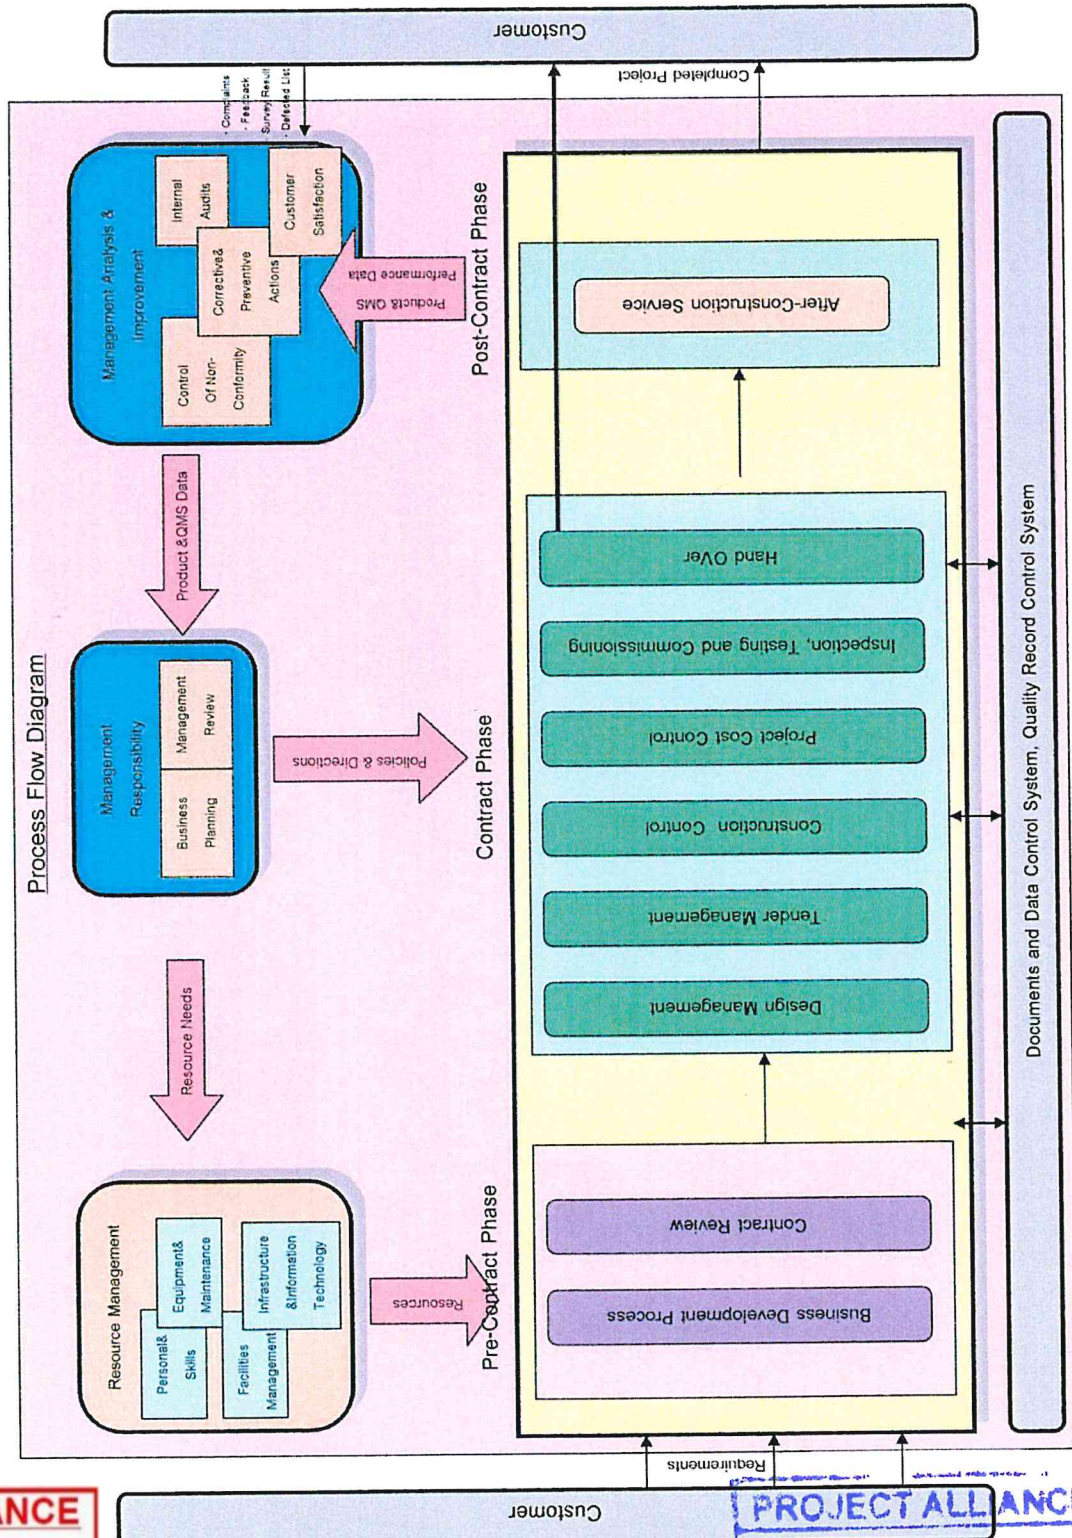 Process Flow Diagram
Resource Management
Personal&
Skills
Equipment&
Maintenance
Facilities
Management
Infrastructure
&Information
Technology
Resource Needs
Management
Responsibility
Business
Planning
Management
Review
Product &QMS Data
Management Analysis &
Improvement
Control
Of Non-
Conformity
Corrective&
Preventive
Actions
Internal
Audits
Customer
Satisfaction
- Complaints
- Feedback
- Survey Result
- Defected List
Resources
Policies & Directions
Product& QMS
Performance Data
Pre-Contract Phase
Contract Phase
Post-Contract Phase
Customer
Requirements
Business Development Process
Contract Review
Design Management
Tender Management
Construction Control
Project Cost Control
Inspection, Testing and Commissioning
Hand OVer
After-Construction Service
Completed Project
Customer
Documents and Data Control System, Quality Record Control System
ANCE
PROJECT ALLIANC